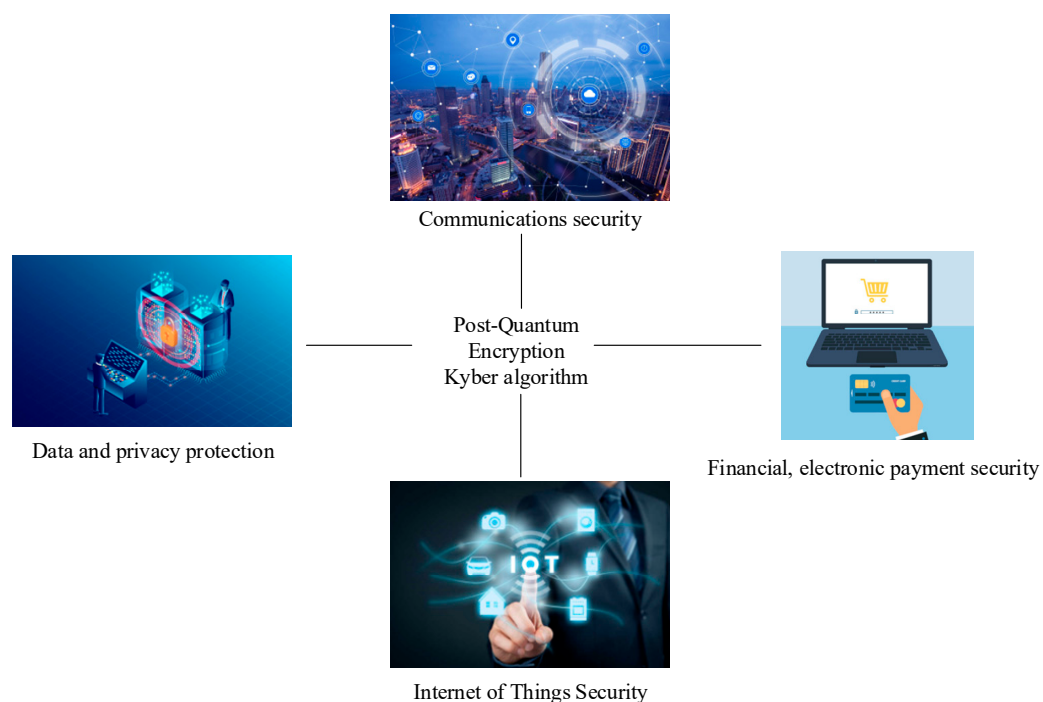 Communications security
Post-Quantum
Encryption
Kyber algorithm
Data and privacy protection
Financial, electronic payment security
IOT
Internet of Things Security